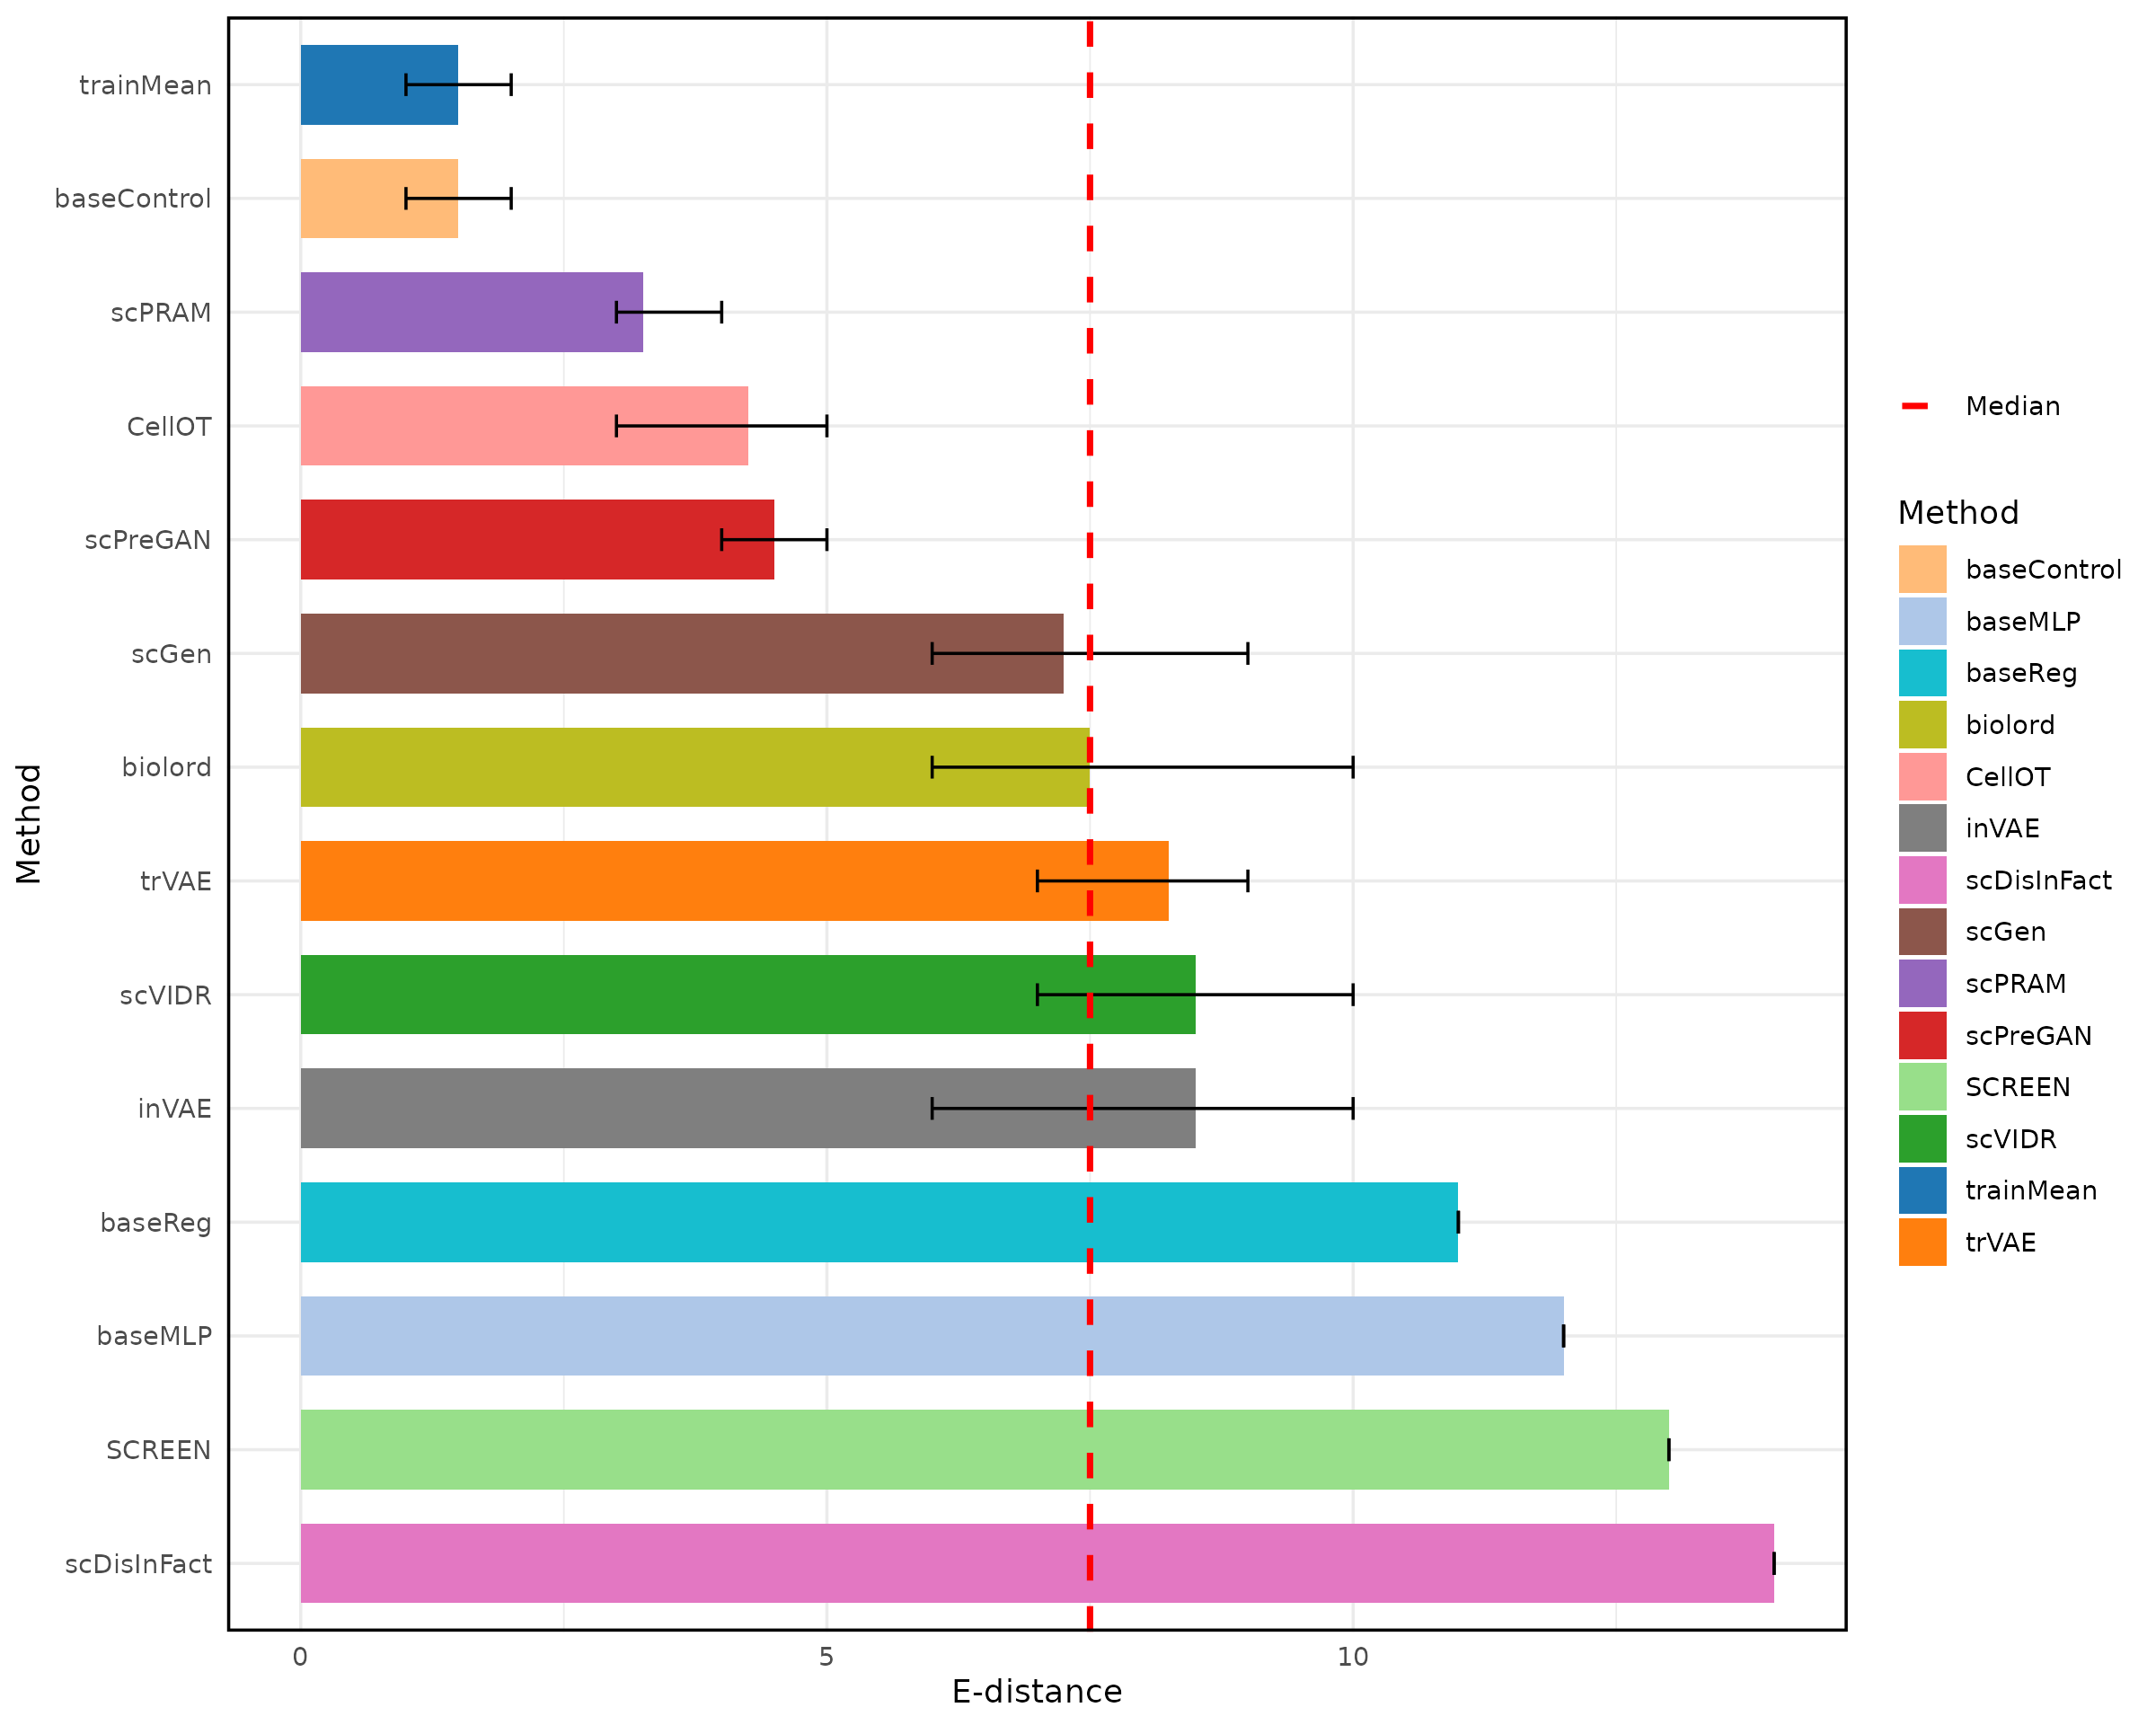 Method
trainMean
baseControl
scPRAM
CellOT
scPreGAN
scGen
biolord
trVAE
scVIDR
inVAE
baseReg
baseMLP
SCREEN
scDisInFact
0
5
10
E-distance
Median
Method
baseControl
baseMLP
baseReg
biolord
CellOT
inVAE
scDisInFact
scGen
scPRAM
scPreGAN
SCREEN
scVIDR
trainMean
trVAE